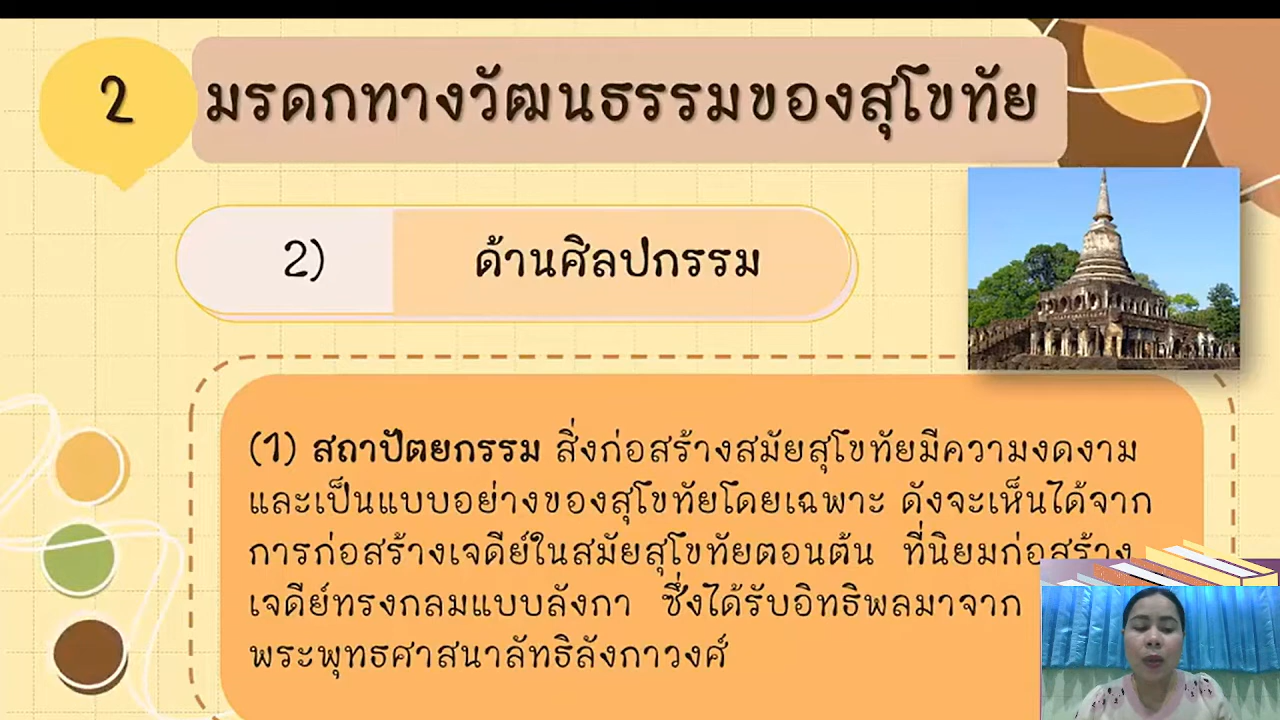 2
มรดกทางวัฒนธรรมของสุโขทัย
2)
ด้านศิลปกรรม
(1) สถาปัตยกรรม สิ่งก่อสร้างสมัยสุโขทัยมีความงดงาม
และเป็นแบบอย่างของสุโขทัยโดยเฉพาะ ดังจะเห็นได้จาก
การก่อสร้างเจดีย์ในสมัยสุโขทัยตอนต้น ที่นิยมก่อสร้าง
เจดีย์ทรงกลมแบบลังกา ซึ่งได้รับอิทธิพลมาจาก
พระพุทธศาสนาลัทธิลังกาวงศ์